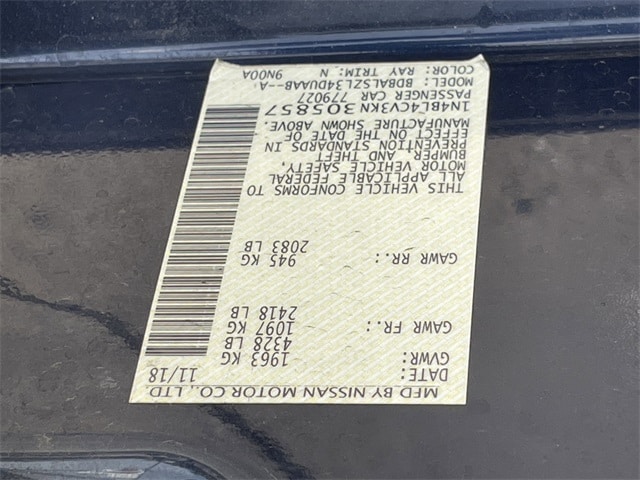 MFD BY NISSAN MOTOR CO., LTD.
DATE: 11/18
GVWR: 1963 KG
4328 LB
GAWR FR.: 1097 KG
2418 LB
GAWR RR.: 945 KG
2083 LB
THIS VEHICLE CONFORMS TO
ALL APPLICABLE FEDERAL
MOTOR VEHICLE SAFETY,
BUMPER, AND THEFT
PREVENTION STANDARDS IN
EFFECT ON THE DATE OF
MANUFACTURE SHOWN ABOVE.
1N4BL4CV3KN305857
PASSENGER CAR 779027
MODEL: BDBALSZL34DUAAB--A
COLOR: RAY TRIM: N 9N00A